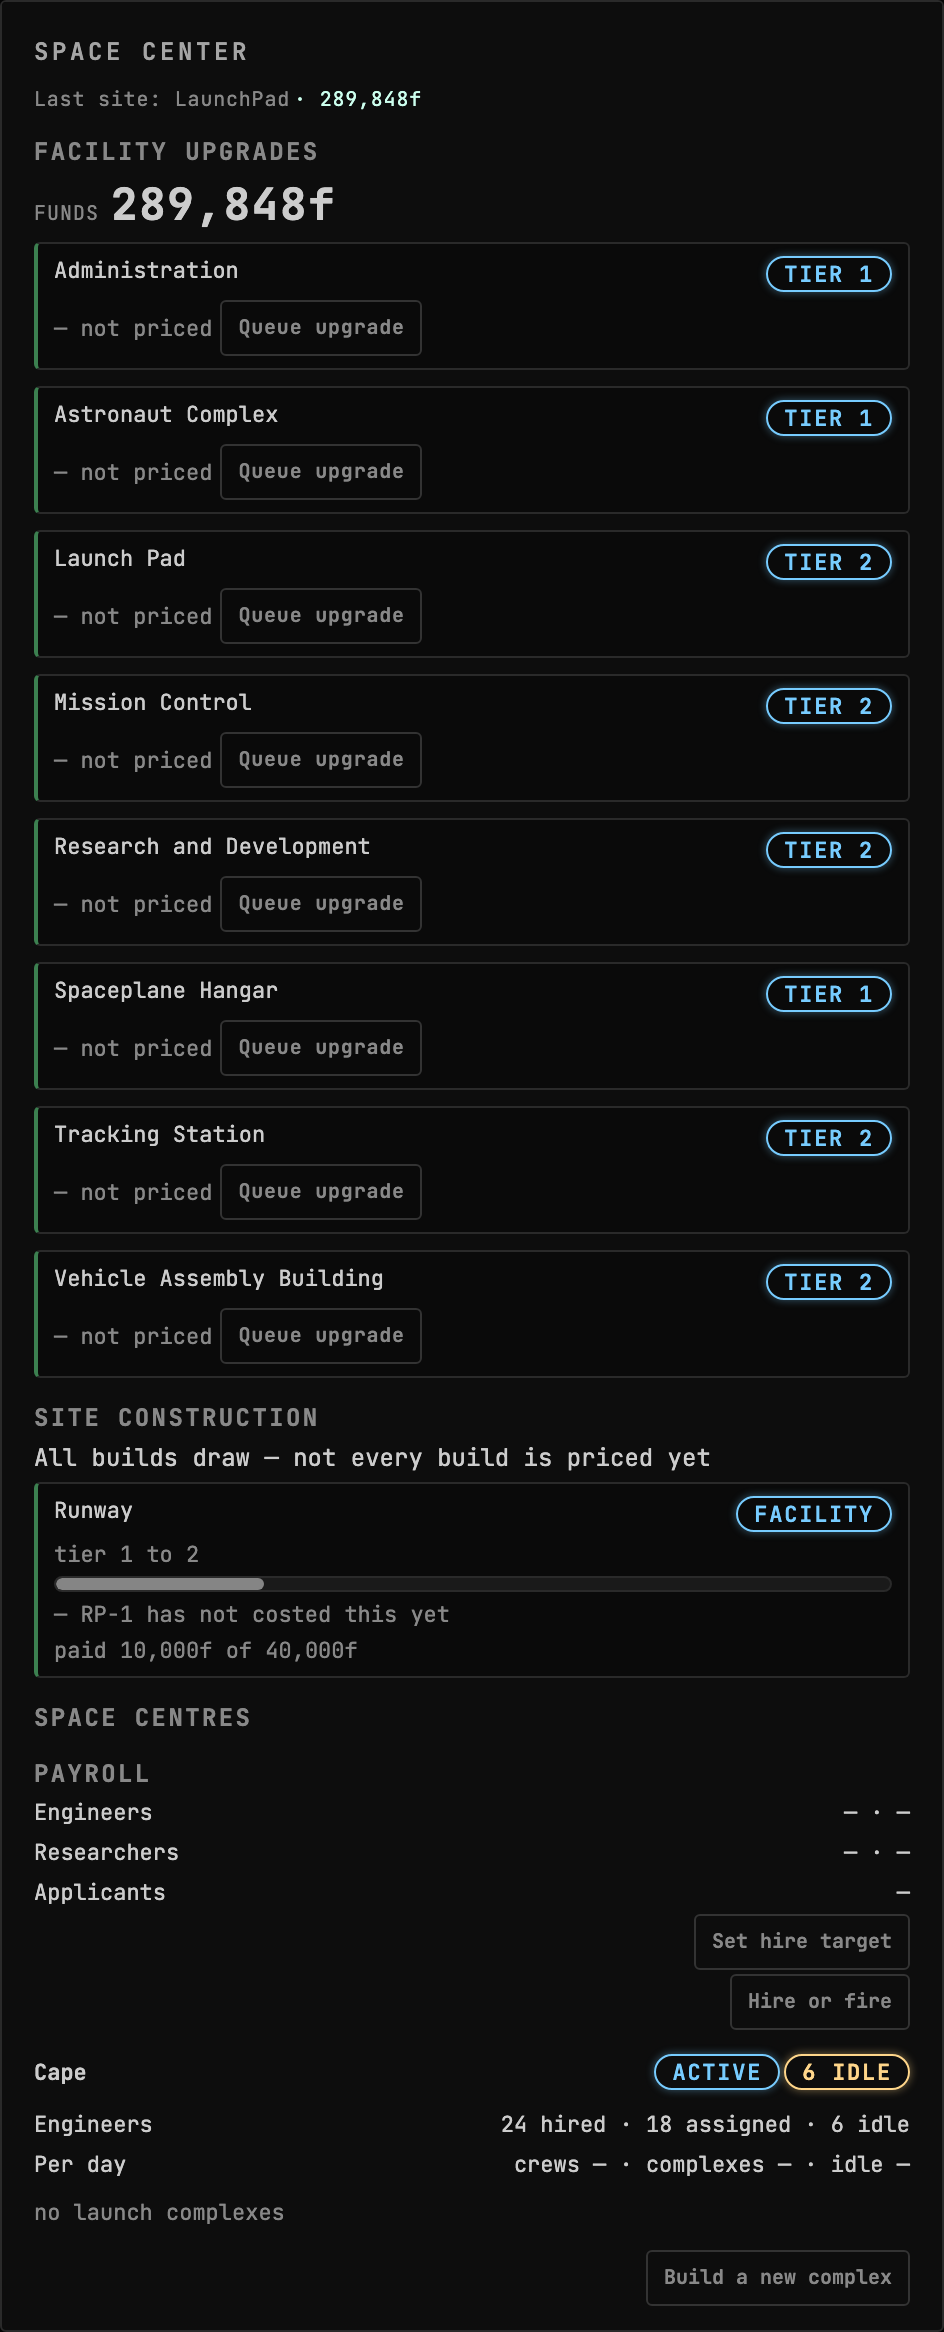 SPACE CENTER
Last site: LaunchPad · 289,848f
FACILITY UPGRADES
FUNDS 289,848f
Administration TIER 1
— not priced Queue upgrade
Astronaut Complex TIER 1
— not priced Queue upgrade
Launch Pad TIER 2
— not priced Queue upgrade
Mission Control TIER 2
— not priced Queue upgrade
Research and Development TIER 2
— not priced Queue upgrade
Spaceplane Hangar TIER 1
— not priced Queue upgrade
Tracking Station TIER 2
— not priced Queue upgrade
Vehicle Assembly Building TIER 2
— not priced Queue upgrade
SITE CONSTRUCTION
All builds draw — not every build is priced yet
Runway FACILITY
tier 1 to 2
— RP-1 has not costed this yet
paid 10,000f of 40,000f
SPACE CENTRES
PAYROLL
Engineers — · —
Researchers — · —
Applicants —
Set hire target
Hire or fire
Cape ACTIVE 6 IDLE
Engineers 24 hired · 18 assigned · 6 idle
Per day crews — · complexes — · idle —
no launch complexes
Build a new complex